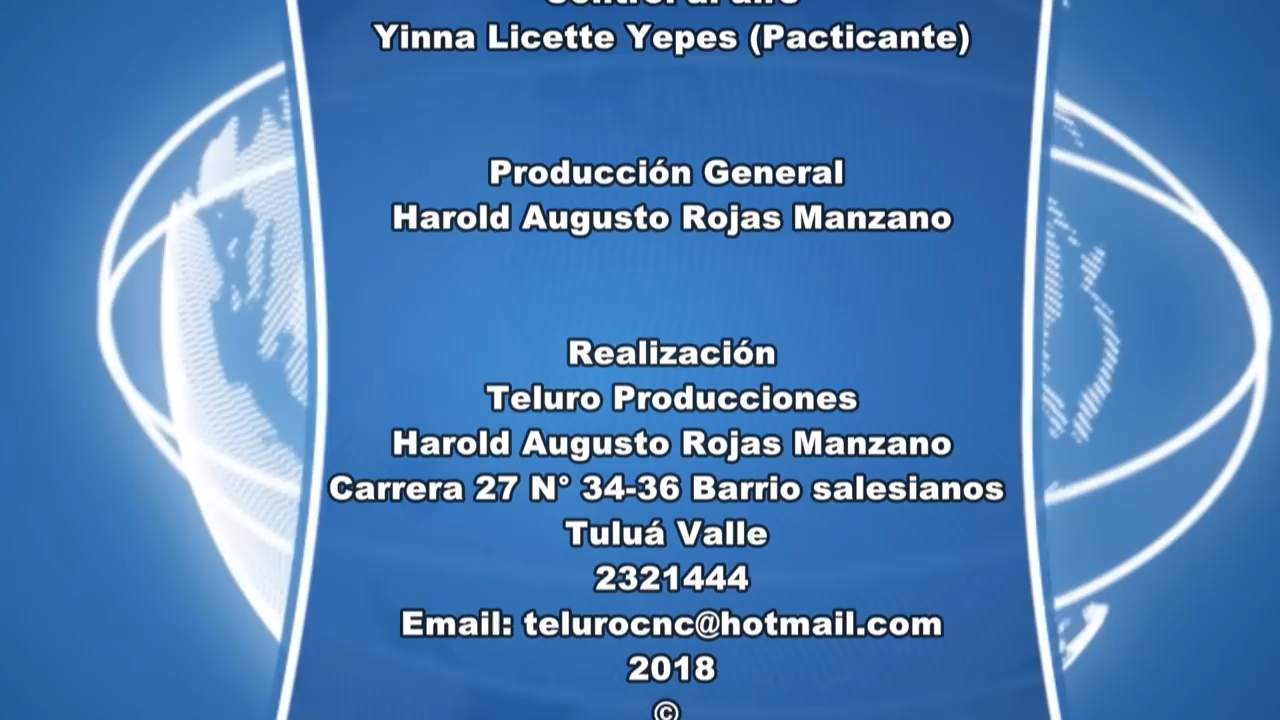 Yinna Licette Yepes (Pacticante)
Producción General
Harold Augusto Rojas Manzano
Realización
Teluro Producciones
Harold Augusto Rojas Manzano
Carrera 27 N° 34-36 Barrio salesianos
Tuluá Valle
2321444
Email: telurocnc@hotmail.com
2018
©